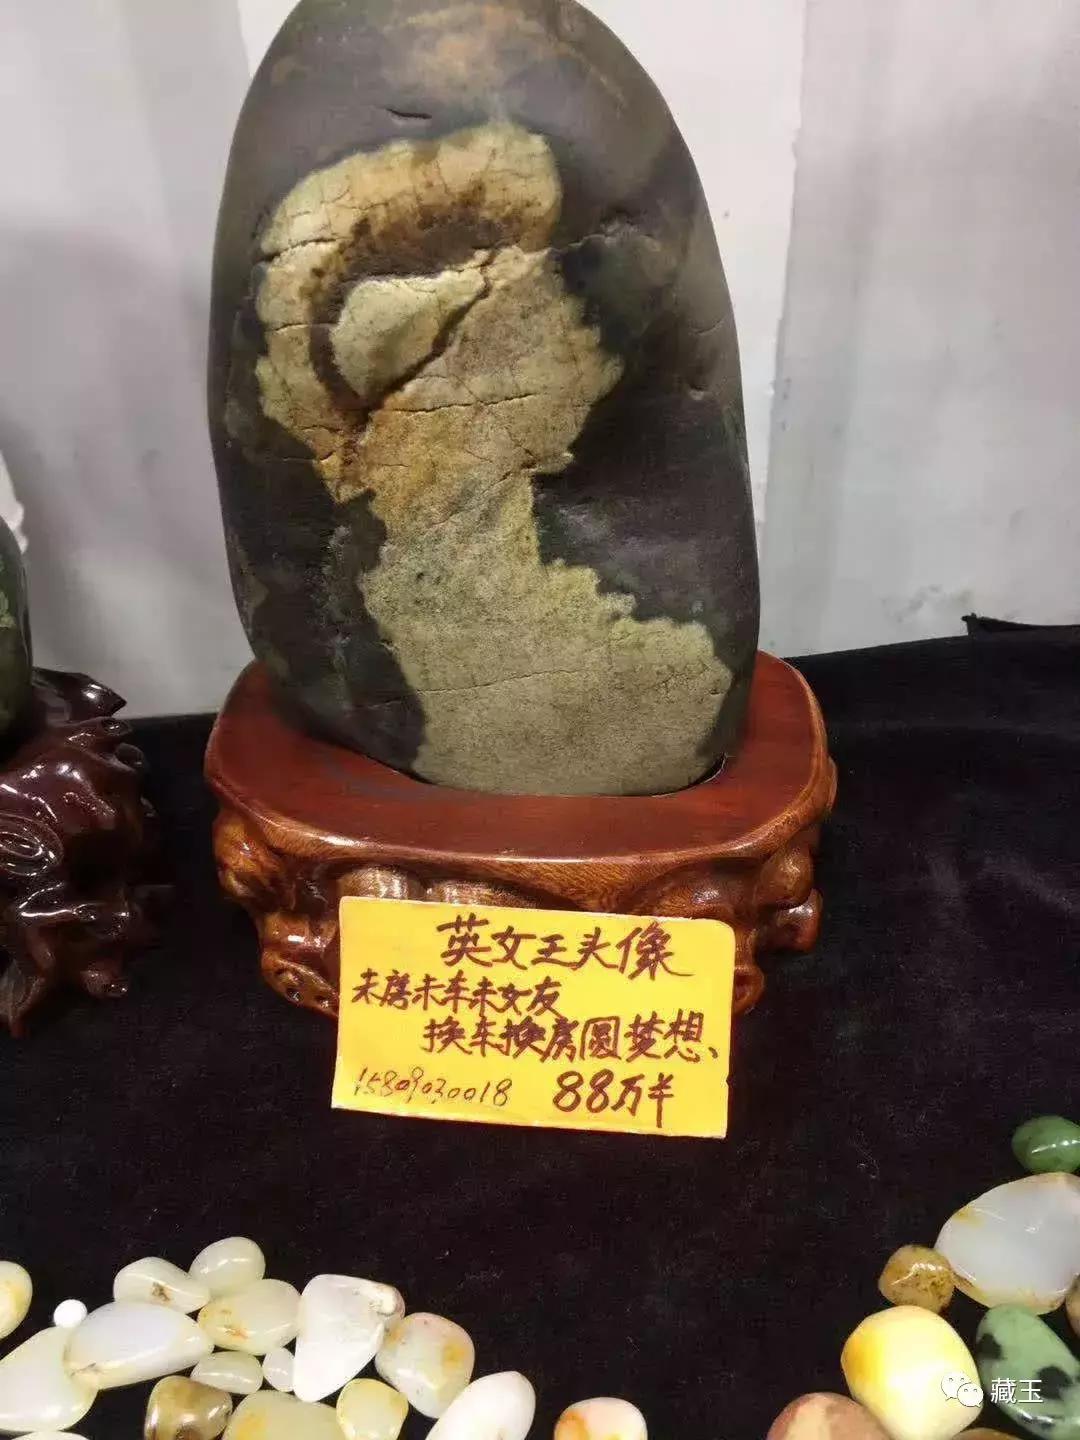 英女王头像
未房未车未女友
换车换房圆梦想、
15809030018 88万半
藏玉